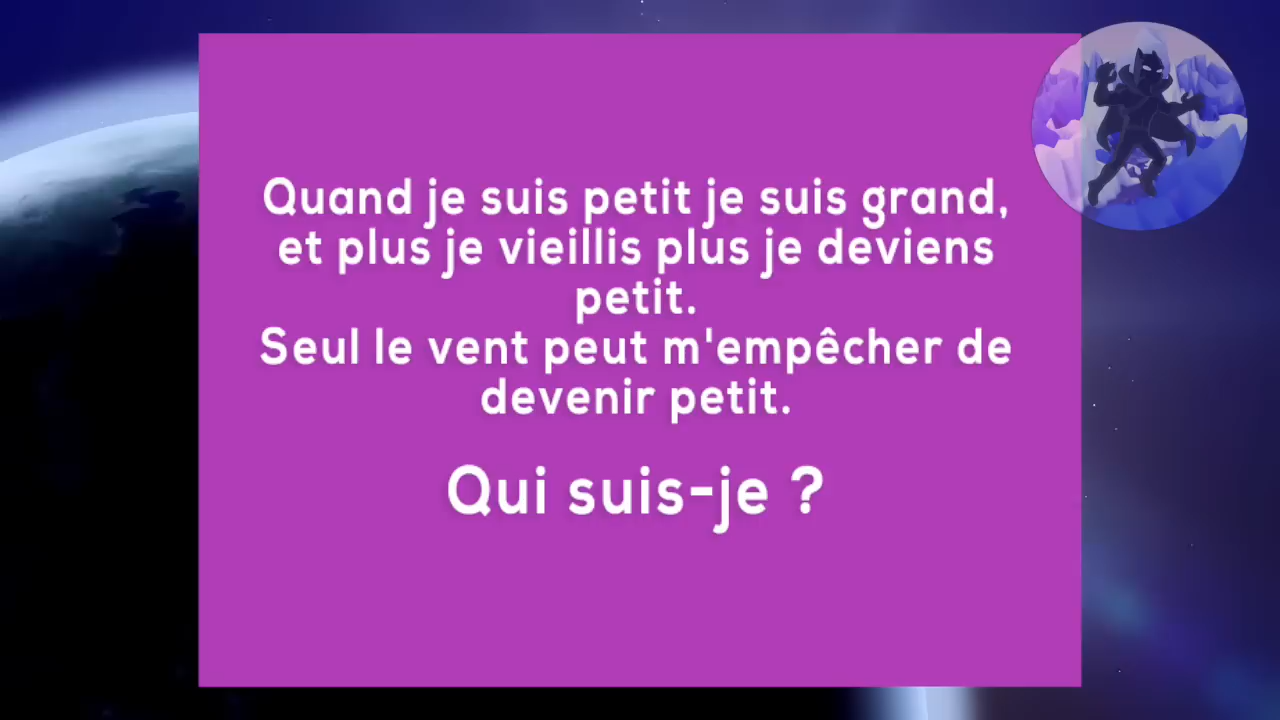 Quand je suis petit je suis grand,
et plus je vieillis plus je deviens
petit.
Seul le vent peut m'empêcher de
devenir petit.
Qui suis-je ?